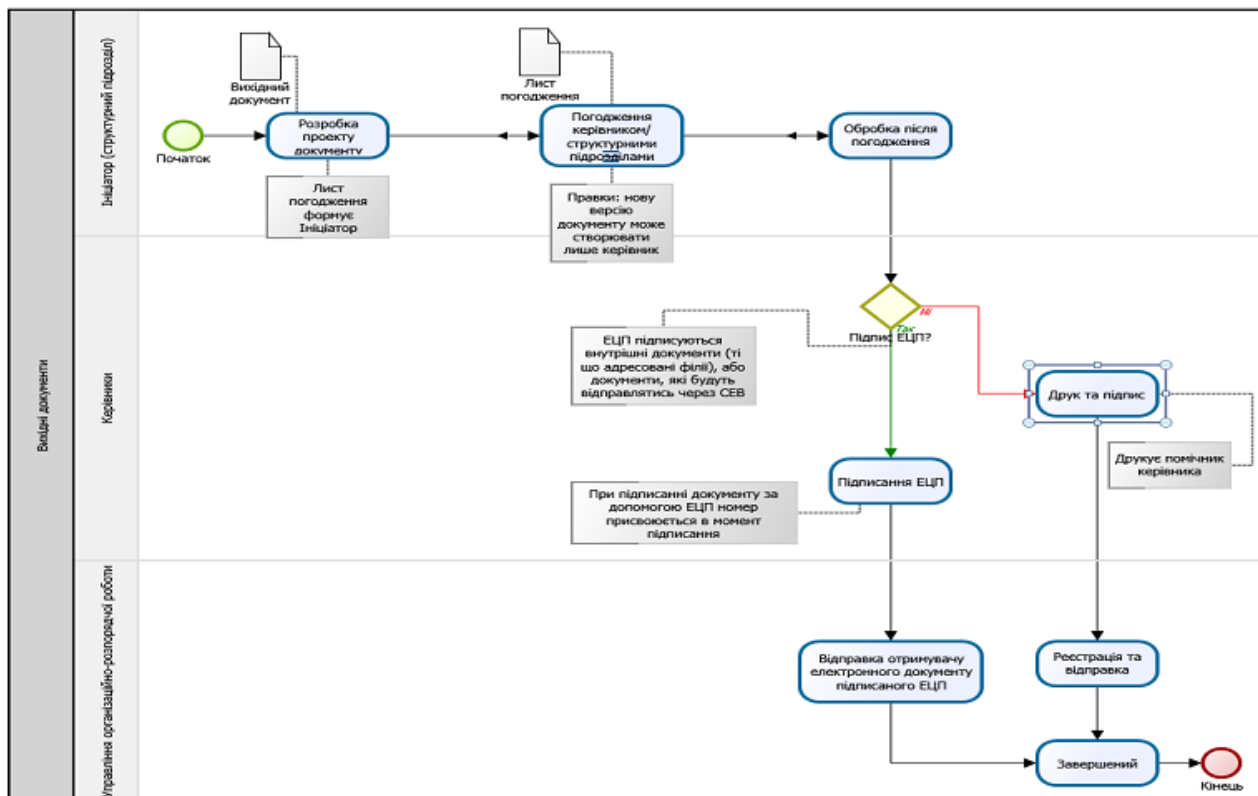 Вихідні документи
Ініціатор (структурний підрозділ)
Вихідний
документ
Лист
погодження
Початок
Розробка
проекту
документу
Погодження
керівником/
структурними
підрозділами
Обробка після
погодження
Лист
погодження
формує
Ініціатор
Правки: нову
версію
документу може
створювати
лише керівник
Керівники
Ні
Так
Підпис ЕЦП?
ЕЦП підписуються
внутрішні документи (ті
що адресовані філії), або
документи, які будуть
відправлятись через СЕВ
Друк та підпис
Друкує помічник
керівника
Підписання ЕЦП
При підписанні документу за
допомогою ЕЦП номер
присвоюється в момент
підписання
Управління організаційно-розпорядчої роботи
Відправка отримувачу
електронного документу
підписаного ЕЦП
Реєстрація та
відправка
Завершений
Кінець